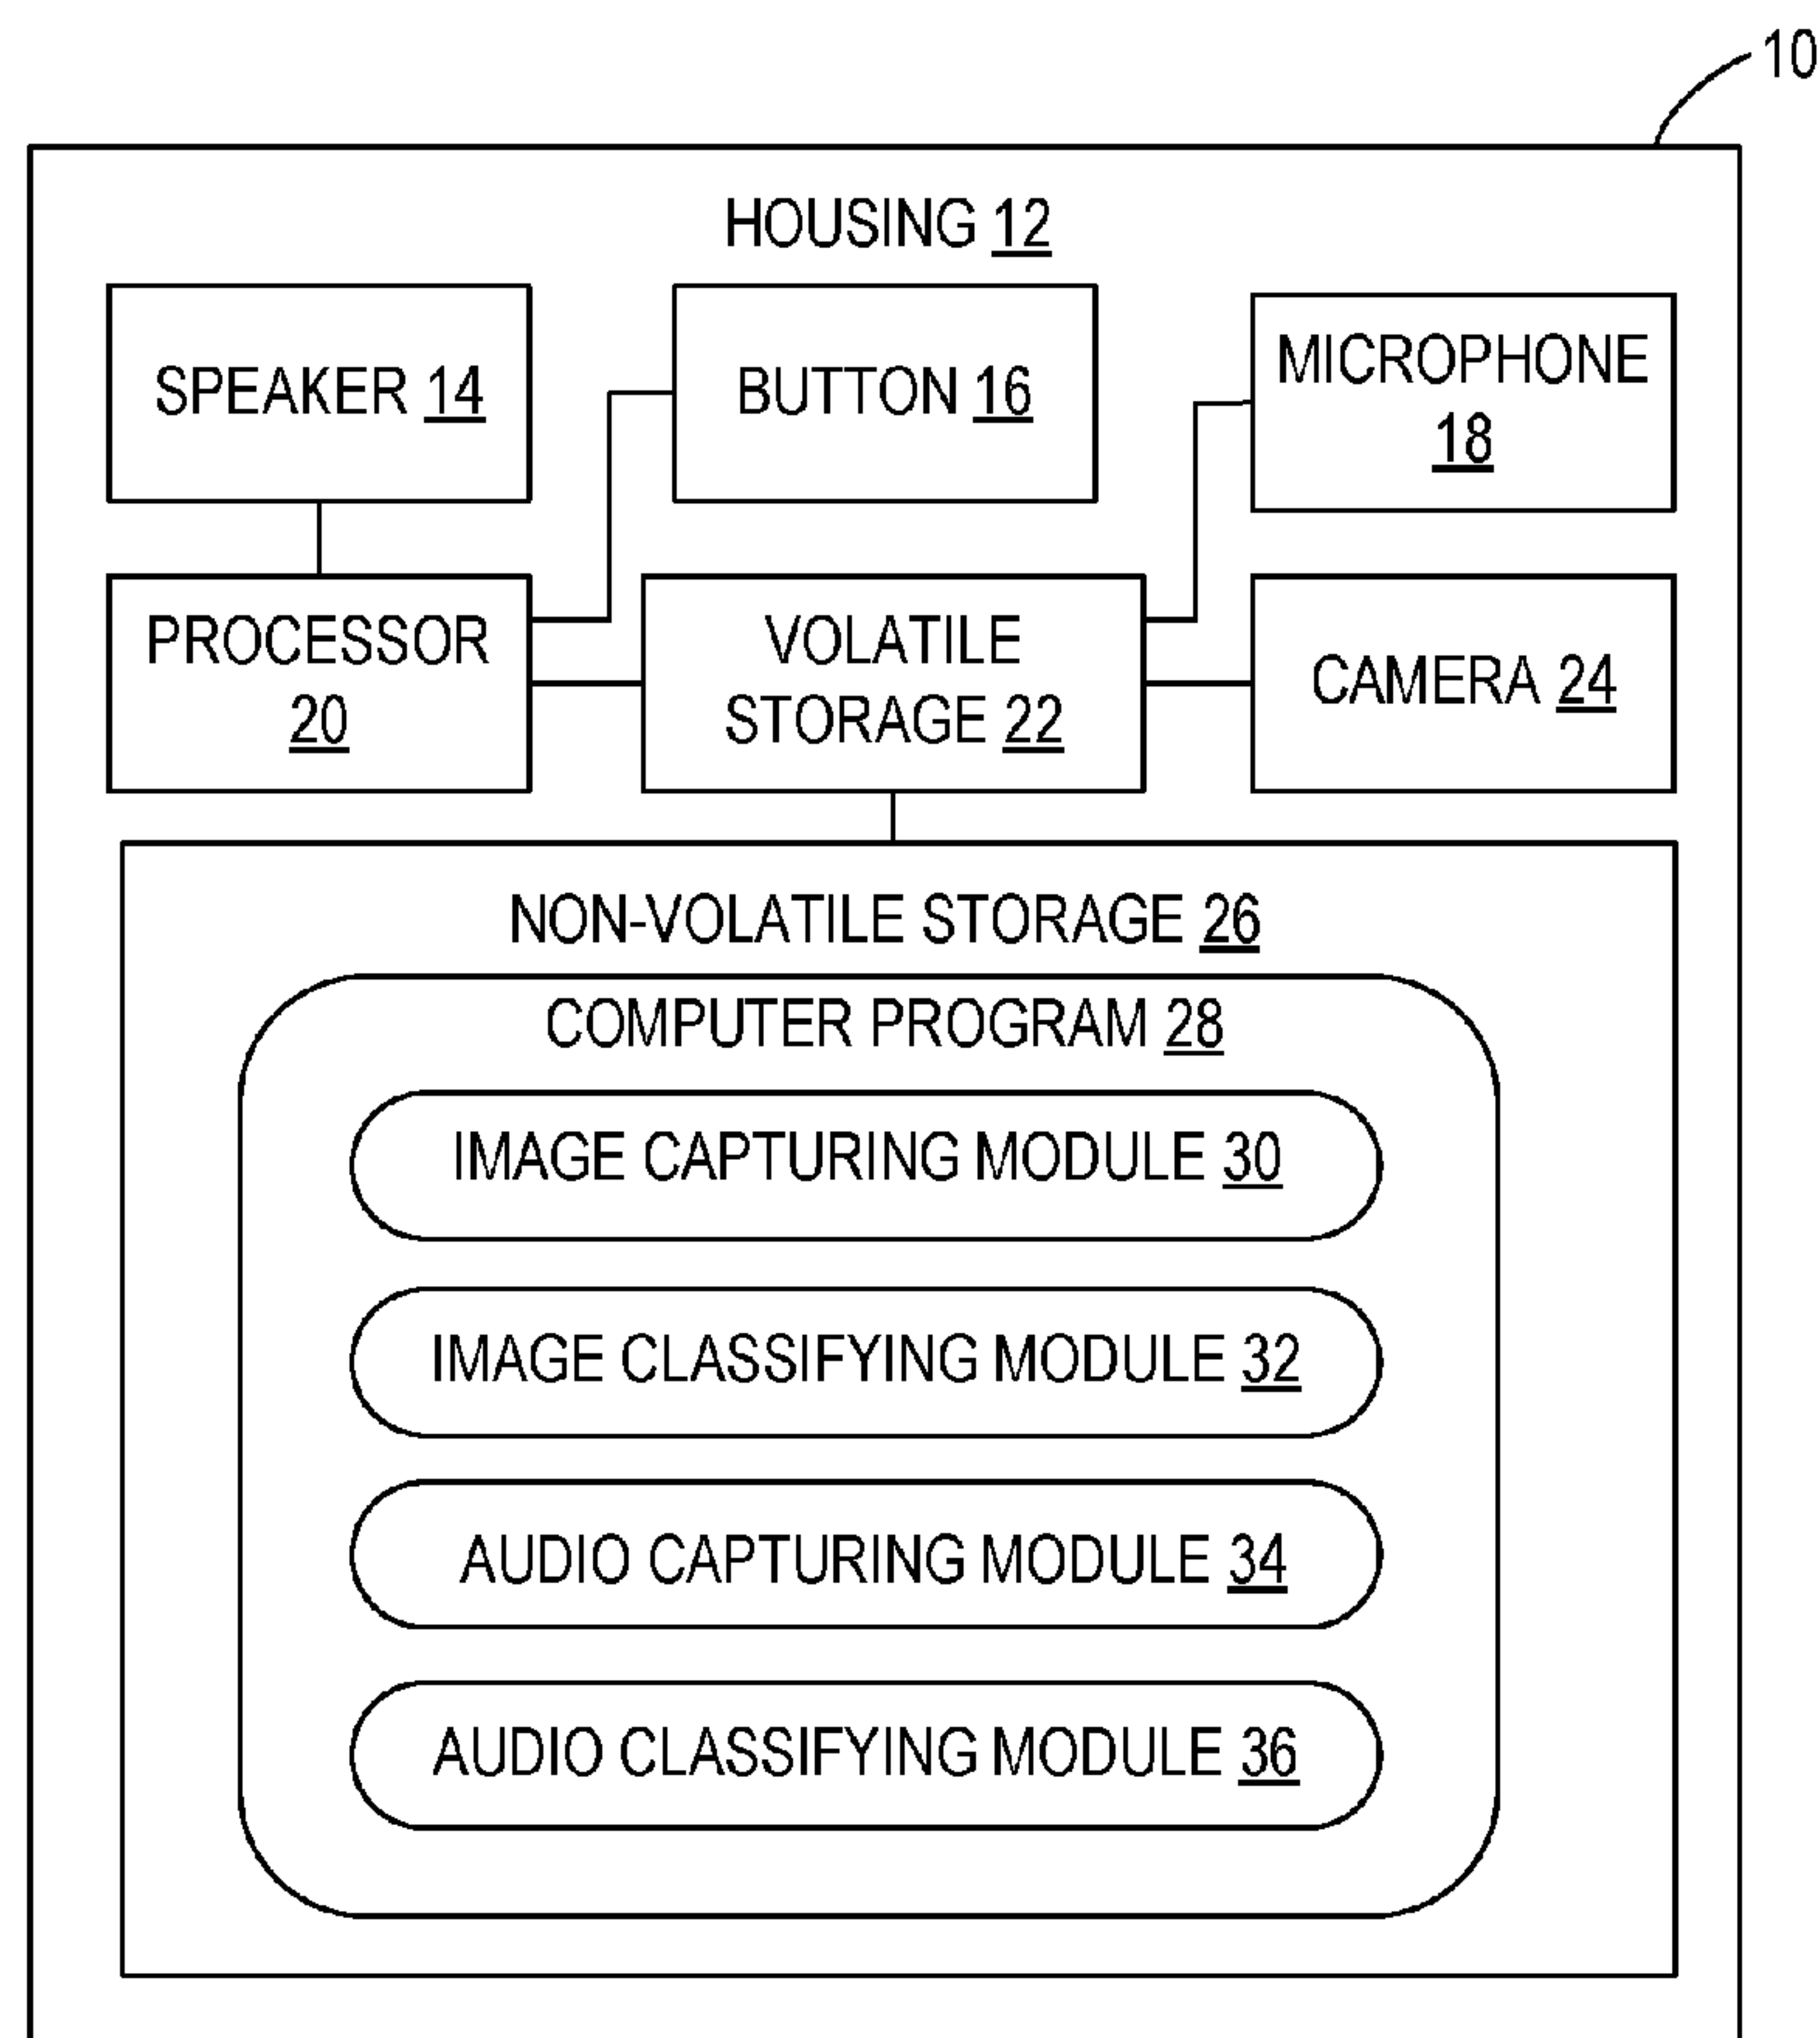 10
HOUSING 12
SPEAKER 14
BUTTON 16
MICROPHONE
18
PROCESSOR
20
VOLATILE
STORAGE 22
CAMERA 24
NON-VOLATILE STORAGE 26
COMPUTER PROGRAM 28
IMAGE CAPTURING MODULE 30
IMAGE CLASSIFYING MODULE 32
AUDIO CAPTURING MODULE 34
AUDIO CLASSIFYING MODULE 36